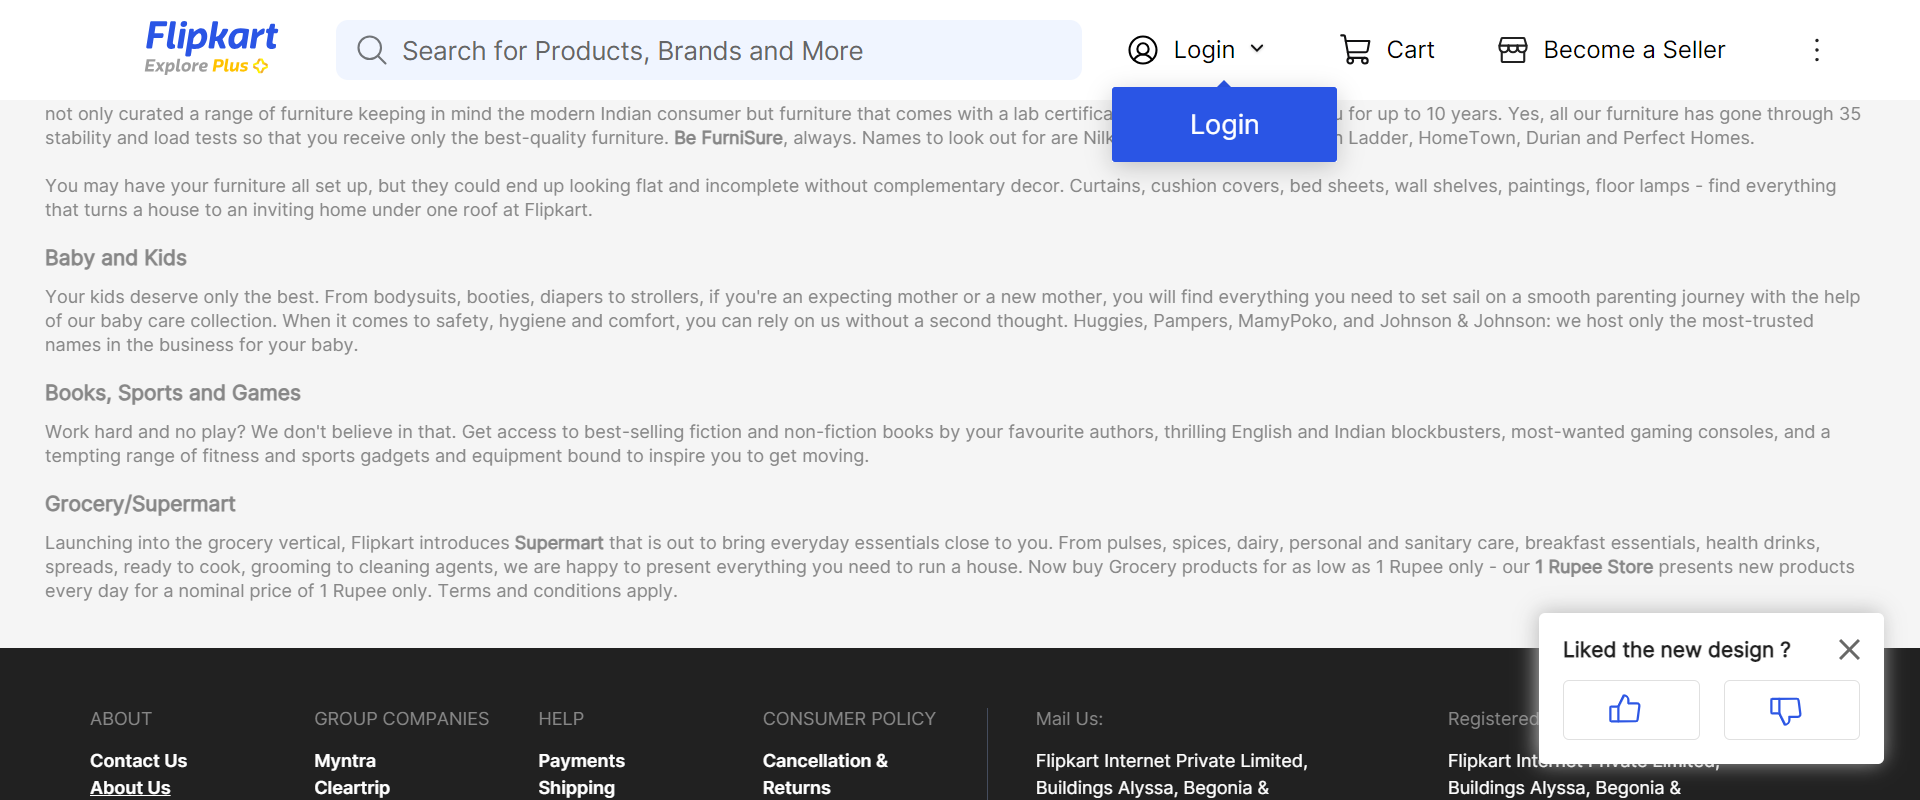 Flipkart
Explore Plus
Search for Products, Brands and More
Login
Cart
Become a Seller
Login
not only curated a range of furniture keeping in mind the modern Indian consumer but furniture that comes with a lab certifica for up to 10 years. Yes, all our furniture has gone through 35
stability and load tests so that you receive only the best-quality furniture. Be FurniSure, always. Names to look out for are Nilk Ladder, HomeTown, Durian and Perfect Homes.
You may have your furniture all set up, but they could end up looking flat and incomplete without complementary decor. Curtains, cushion covers, bed sheets, wall shelves, paintings, floor lamps - find everything
that turns a house to an inviting home under one roof at Flipkart.
Baby and Kids
Your kids deserve only the best. From bodysuits, booties, diapers to strollers, if you're an expecting mother or a new mother, you will find everything you need to set sail on a smooth parenting journey with the help
of our baby care collection. When it comes to safety, hygiene and comfort, you can rely on us without a second thought. Huggies, Pampers, MamyPoko, and Johnson & Johnson: we host only the most-trusted
names in the business for your baby.
Books, Sports and Games
Work hard and no play? We don't believe in that. Get access to best-selling fiction and non-fiction books by your favourite authors, thrilling English and Indian blockbusters, most-wanted gaming consoles, and a
tempting range of fitness and sports gadgets and equipment bound to inspire you to get moving.
Grocery/Supermart
Launching into the grocery vertical, Flipkart introduces Supermart that is out to bring everyday essentials close to you. From pulses, spices, dairy, personal and sanitary care, breakfast essentials, health drinks,
spreads, ready to cook, grooming to cleaning agents, we are happy to present everything you need to run a house. Now buy Grocery products for as low as 1 Rupee only - our 1 Rupee Store presents new products
every day for a nominal price of 1 Rupee only. Terms and conditions apply.
Liked the new design ?
ABOUT
Contact Us
About Us
GROUP COMPANIES
Myntra
Cleartrip
HELP
Payments
Shipping
CONSUMER POLICY
Cancellation &
Returns
Mail Us:
Flipkart Internet Private Limited,
Buildings Alyssa, Begonia &
Registered
Flipkart Internet Private Limited,
Buildings Alyssa, Begonia &